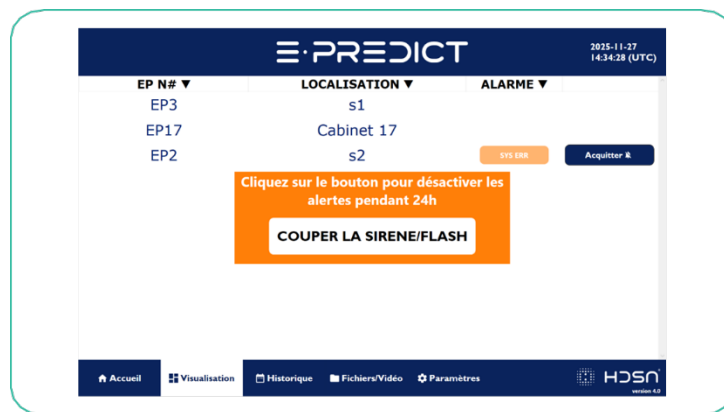 E·PREDICT
2025-11-27
14:34:28 (UTC)
EP N# ▼ LOCALISATION ▼ ALARME ▼
EP3 s1
EP17 Cabinet 17
EP2 s2 SYS ERR Acquitter
Cliquez sur le bouton pour désactiver les
alertes pendant 24h
COUPER LA SIRENE/FLASH
Accueil Visualisation Historique Fichiers/Vidéo Paramètres HDSN
version 4.0